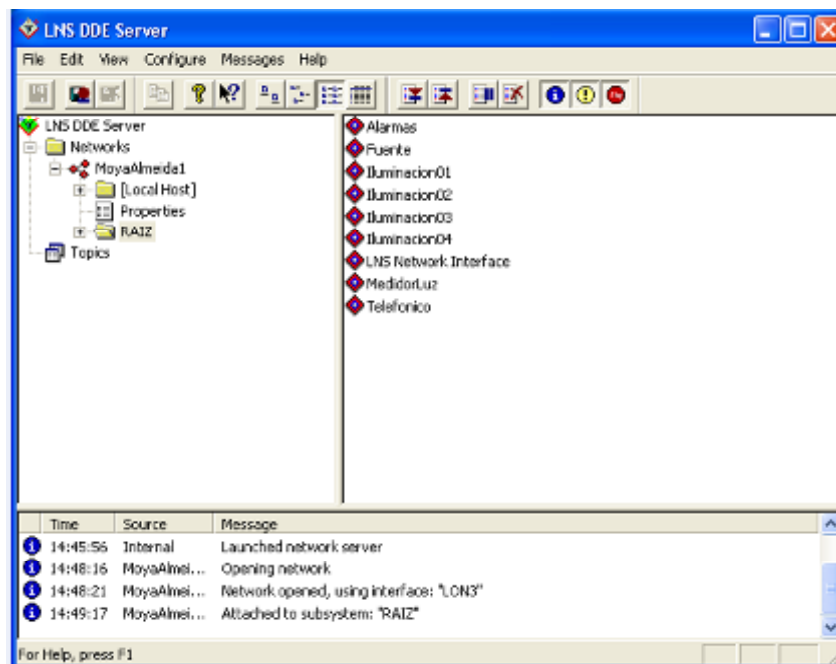 LNS DDE Server
File Edit View Configure Messages Help
LNS DDE Server
Networks
MoyaAlmeida1
[Local Host]
Properties
RAIZ
Topics
Alarmas
Fuente
Iluminacion01
Iluminacion02
Iluminacion03
Iluminacion04
LNS Network Interface
MedidorLuz
Telefonico
Time Source Message
14:45:56 Internal Launched network server
14:48:16 MoyaAlmei... Opening network
14:48:21 MoyaAlmei... Network opened, using interface: "LON3"
14:49:17 MoyaAlmei... Attached to subsystem: "RAIZ"
For Help, press F1